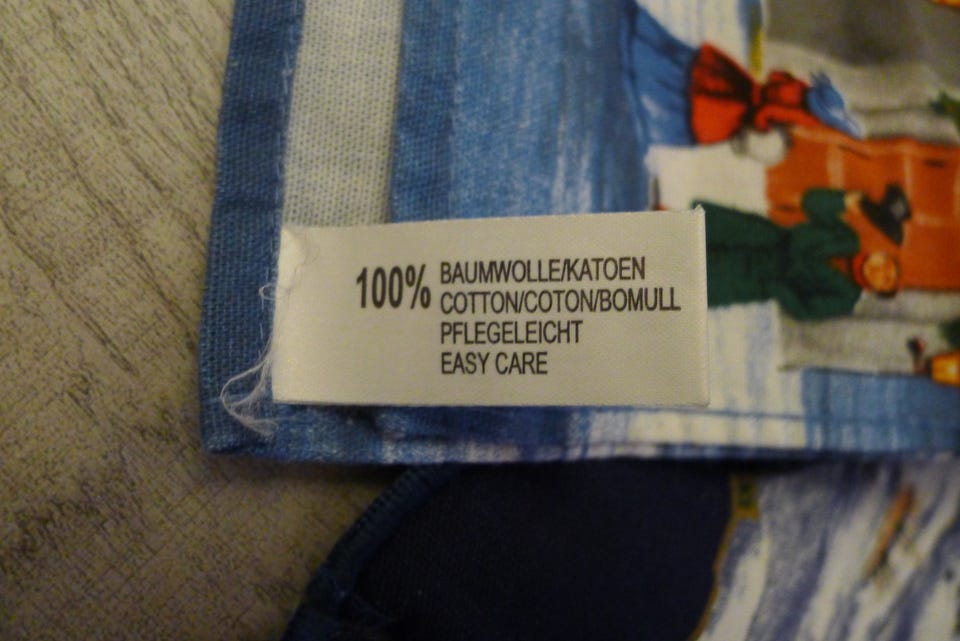 100% BAUMWOLLE/KATOEN
COTTON/COTON/BOMULL
PFLEGELEICHT
EASY CARE